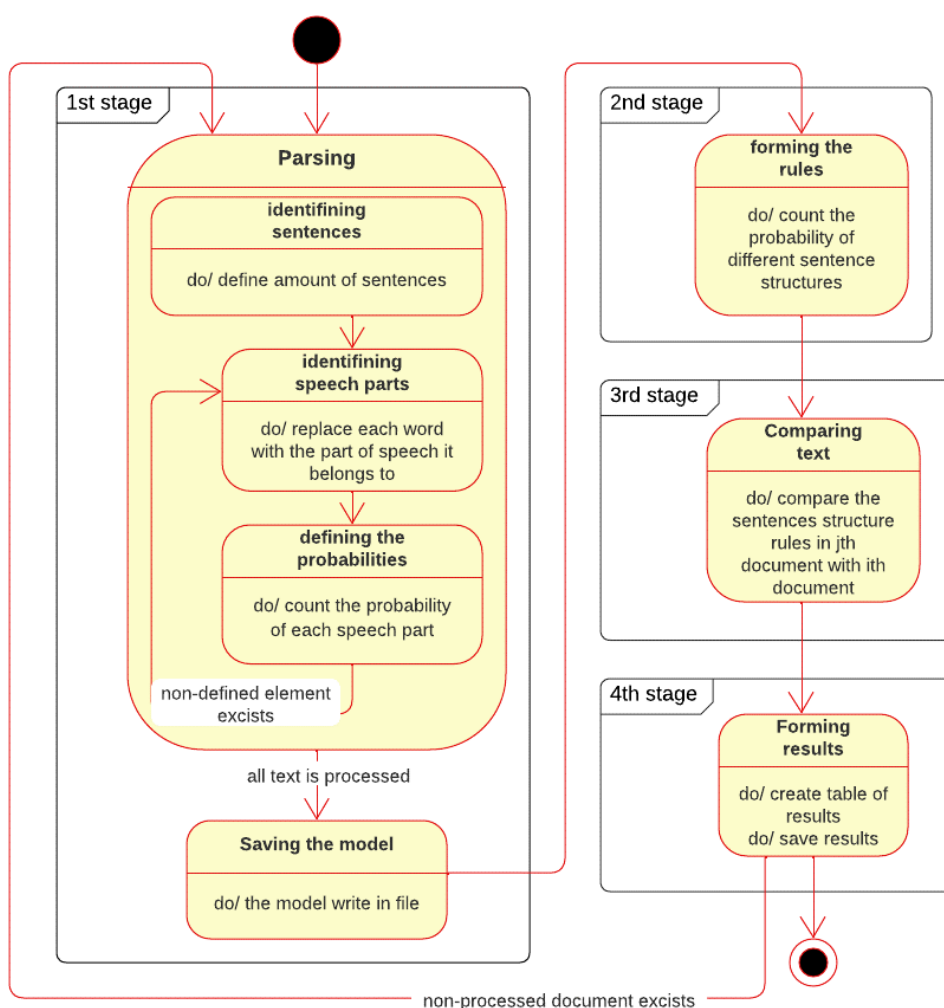 1st stage
Parsing
identifining
sentences
do/ define amount of sentences
identifining
speech parts
do/ replace each word
with the part of speech it
belongs to
defining the
probabilities
do/ count the probability
of each speech part
non-defined element
excists
all text is processed
Saving the model
do/ the model write in file
2nd stage
forming the
rules
do/ count the
probability of
different sentence
structures
3rd stage
Comparing
text
do/ compare the
sentences structure
rules in jth
document with ith
document
4th stage
Forming
results
do/ create table of
results
do/ save results
non-processed document excists